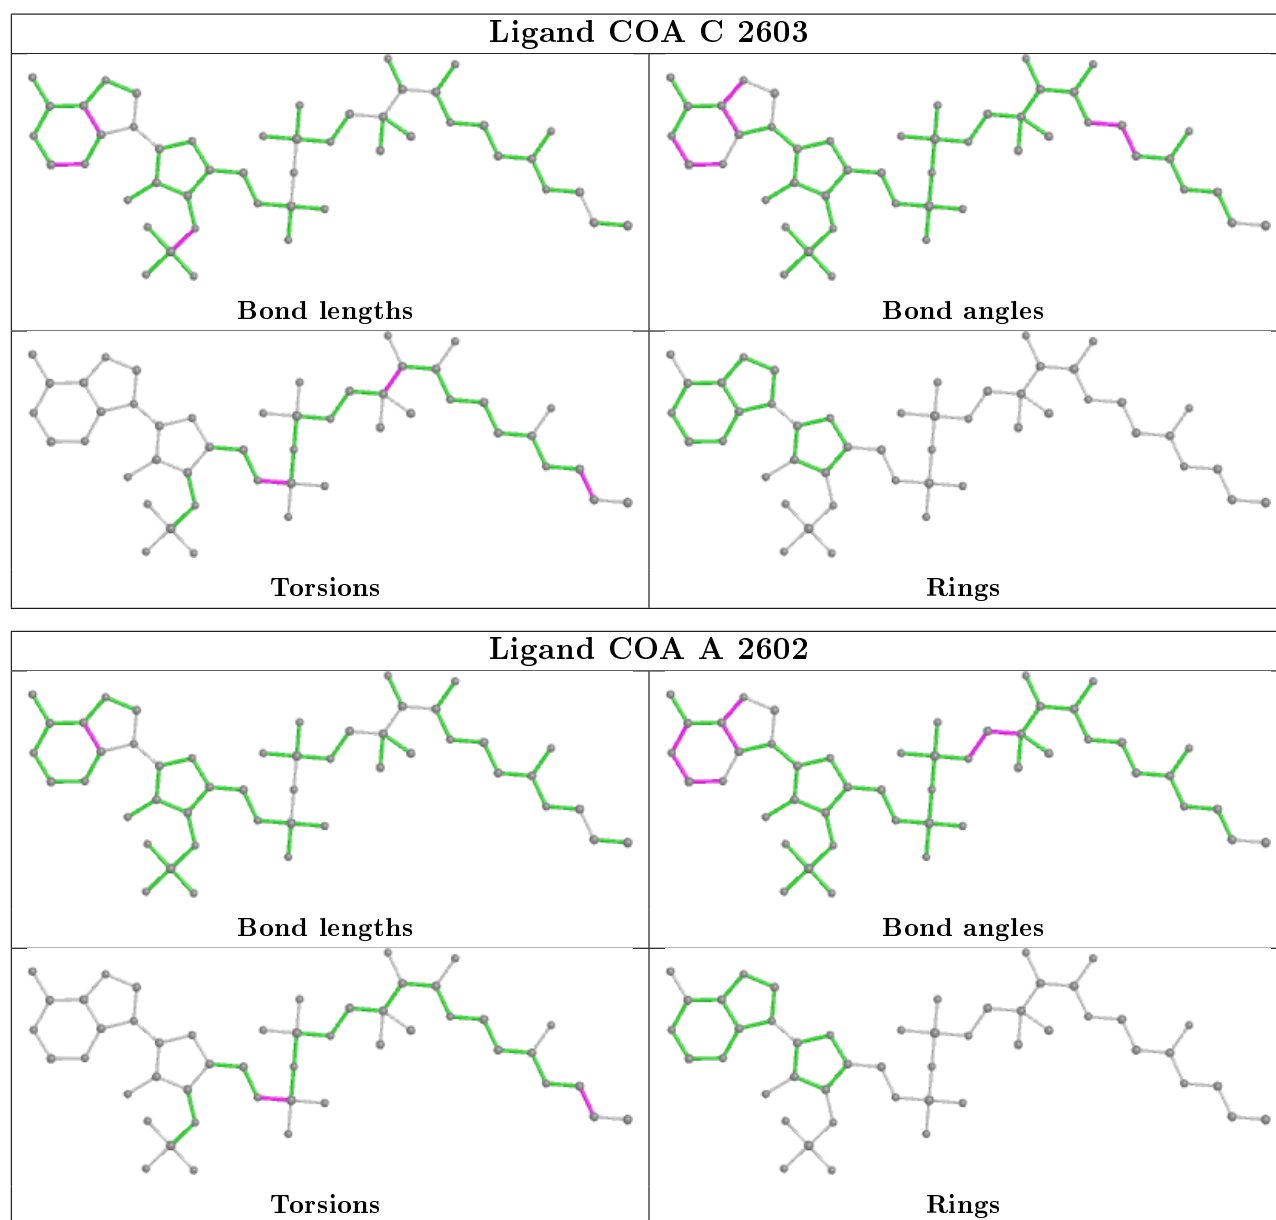 Ligand COA C 2603
Bond lengths
Bond angles
Torsions
Rings
Ligand COA A 2602
Bond lengths
Bond angles
Torsions
Rings